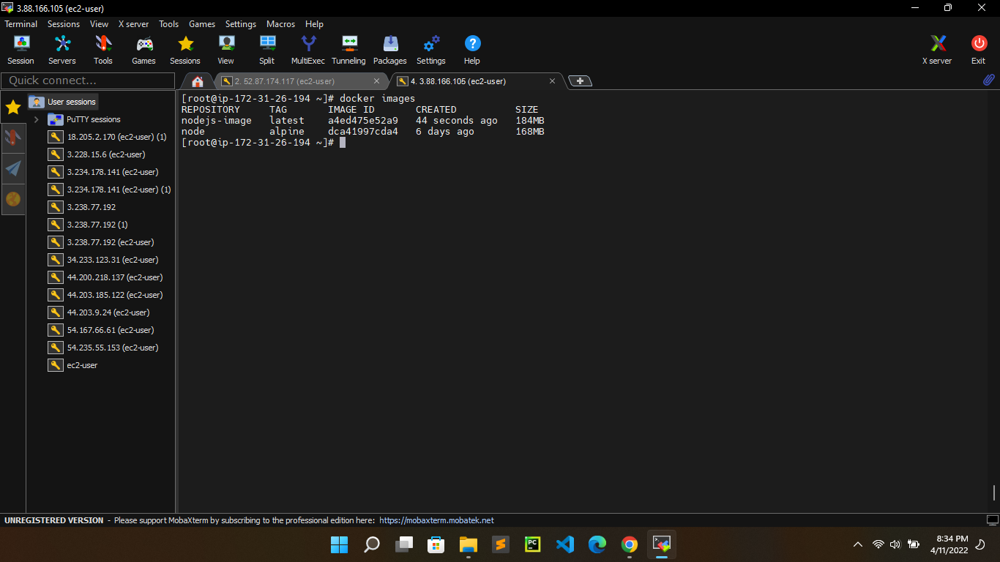 3.88.166.105 (ec2-user)
Terminal Sessions View X server Tools Games Settings Macros Help
Session Servers Tools Games Sessions View Split MultiExec Tunneling Packages Settings Help X server Exit
Quick connect...
2. 52.87.174.117 (ec2-user)
4. 3.88.166.105 (ec2-user)
User sessions
PuTTY sessions
18.205.2.170 (ec2-user) (1)
3.228.15.6 (ec2-user)
3.234.178.141 (ec2-user)
3.234.178.141 (ec2-user) (1)
3.238.77.192
3.238.77.192 (1)
3.238.77.192 (ec2-user)
34.233.123.31 (ec2-user)
44.200.218.137 (ec2-user)
44.203.185.122 (ec2-user)
44.203.9.24 (ec2-user)
54.167.66.61 (ec2-user)
54.235.55.153 (ec2-user)
ec2-user
[root@ip-172-31-26-194 ~]# docker images
REPOSITORY TAG IMAGE ID CREATED SIZE
nodejs-image latest a4ed475e52a9 44 seconds ago 184MB
node alpine dca41997cda4 6 days ago 168MB
[root@ip-172-31-26-194 ~]#
UNREGISTERED VERSION - Please support MobaXterm by subscribing to the professional edition here: https://mobaxterm.mobatek.net
PC
8:34 PM
4/11/2022